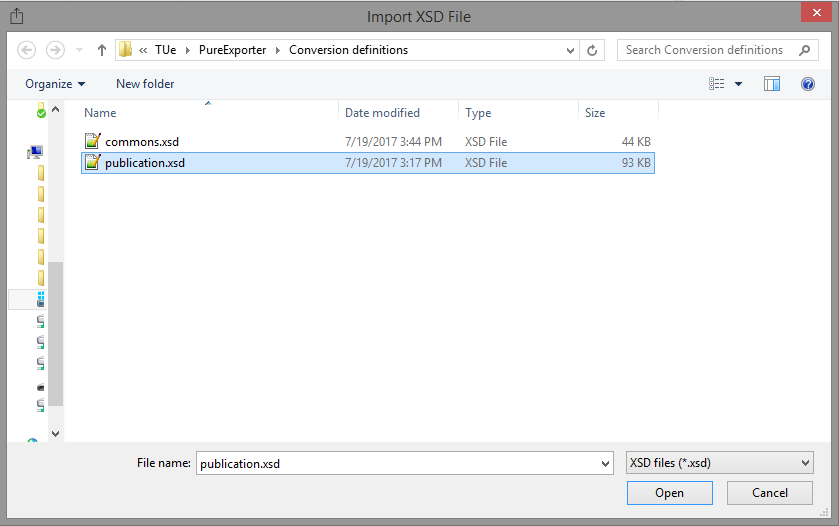 Import XSD File
« TUe PureExporter Conversion definitions Search Conversion definitions
Organize New folder
Name Date modified Type Size
commons.xsd 7/19/2017 3:44 PM XSD File 44 KB
publication.xsd 7/19/2017 3:17 PM XSD File 93 KB
File name: publication.xsd XSD files (*.xsd)
Open Cancel